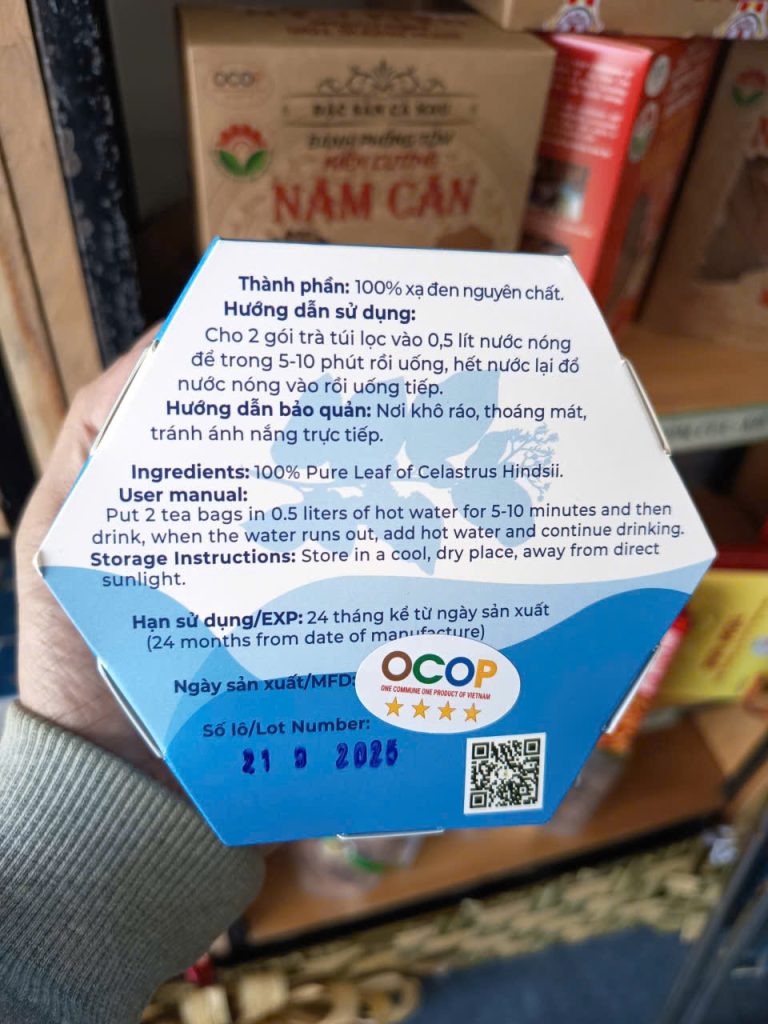 OCOP
ĐẶC SẢN CÀ MAU
NĂM CĂN
Thành phần: 100% xạ đen nguyên chất.
Hướng dẫn sử dụng:
Cho 2 gói trà túi lọc vào 0,5 lít nước nóng
để trong 5-10 phút rồi uống, hết nước lại đổ
nước nóng vào rồi uống tiếp.
Hướng dẫn bảo quản: Nơi khô ráo, thoáng mát,
tránh ánh nắng trực tiếp.
Ingredients: 100% Pure Leaf of Celastrus Hindsii.
User manual:
Put 2 tea bags in 0.5 liters of hot water for 5-10 minutes and then
drink, when the water runs out, add hot water and continue drinking.
Storage Instructions: Store in a cool, dry place, away from direct
sunlight.
Hạn sử dụng/EXP: 24 tháng kể từ ngày sản xuất
(24 months from date of manufacture)
Ngày sản xuất/MFD:
OCOP
ONE COMMUNE ONE PRODUCT OF VIETNAM
Số lô/Lot Number:
21 9 2025